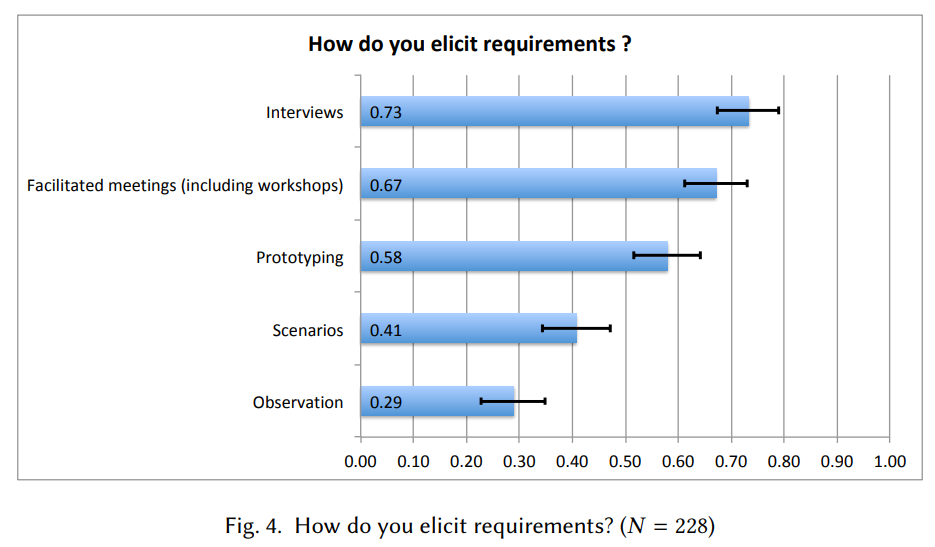 How do you elicit requirements ?
Interviews
0.73
Facilitated meetings (including workshops)
0.67
Prototyping
0.58
Scenarios
0.41
Observation
0.29
0.00 0.10 0.20 0.30 0.40 0.50 0.60 0.70 0.80 0.90 1.00
Fig. 4. How do you elicit requirements? (N = 228)